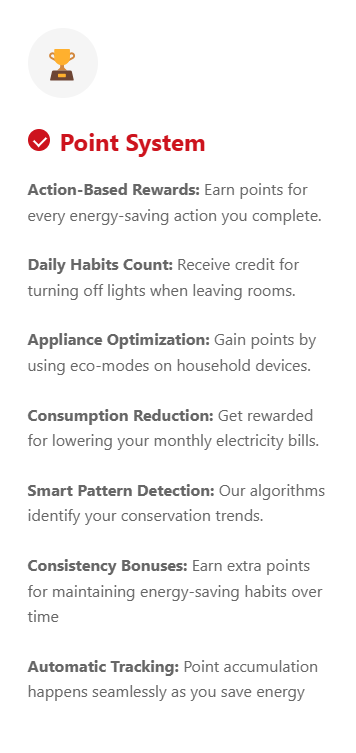 Point System
Action-Based Rewards: Earn points for
every energy-saving action you complete.
Daily Habits Count: Receive credit for
turning off lights when leaving rooms.
Appliance Optimization: Gain points by
using eco-modes on household devices.
Consumption Reduction: Get rewarded
for lowering your monthly electricity bills.
Smart Pattern Detection: Our algorithms
identify your conservation trends.
Consistency Bonuses: Earn extra points
for maintaining energy-saving habits over
time
Automatic Tracking: Point accumulation
happens seamlessly as you save energy